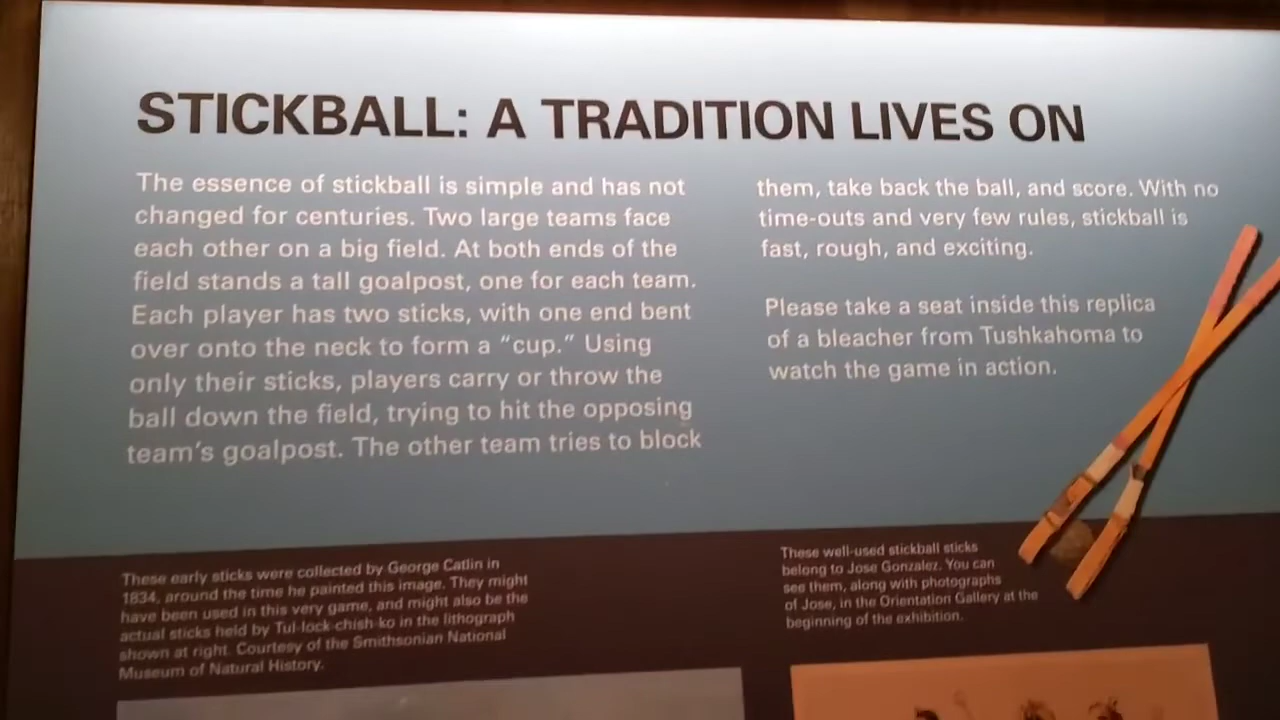 STICKBALL: A TRADITION LIVES ON
The essence of stickball is simple and has not
changed for centuries. Two large teams face
each other on a big field. At both ends of the
field stands a tall goalpost, one for each team.
Each player has two sticks, with one end bent
over onto the neck to form a “cup.” Using
only their sticks, players carry or throw the
ball down the field, trying to hit the opposing
team’s goalpost. The other team tries to block
them, take back the ball, and score. With no
time-outs and very few rules, stickball is
fast, rough, and exciting.
Please take a seat inside this replica
of a bleacher from Tushkahoma to
watch the game in action.
These early sticks were collected by George Catlin in
1834, around the time he painted this image. They might
have been used in this very game, and might also be the
actual sticks held by Tul-lock-chish-ko in the lithograph
shown at right. Courtesy of the Smithsonian National
Museum of Natural History.
These well-used stickball sticks
belong to Jose Gonzalez. You can
see them, along with photographs
of Jose, in the Orientation Gallery at the
beginning of the exhibition.